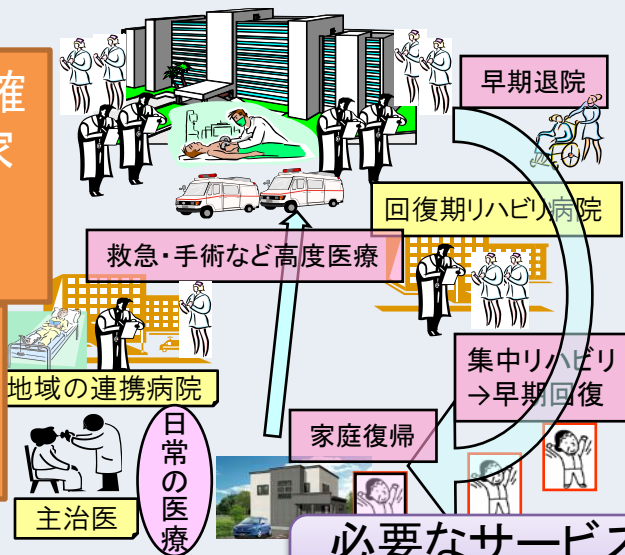 確
家
早期退院
回復期リハビリ病院
救急・手術など高度医療
集中リハビリ
→早期回復
地域の連携病院
家庭復帰
日常の医療
主治医
必要なサービス